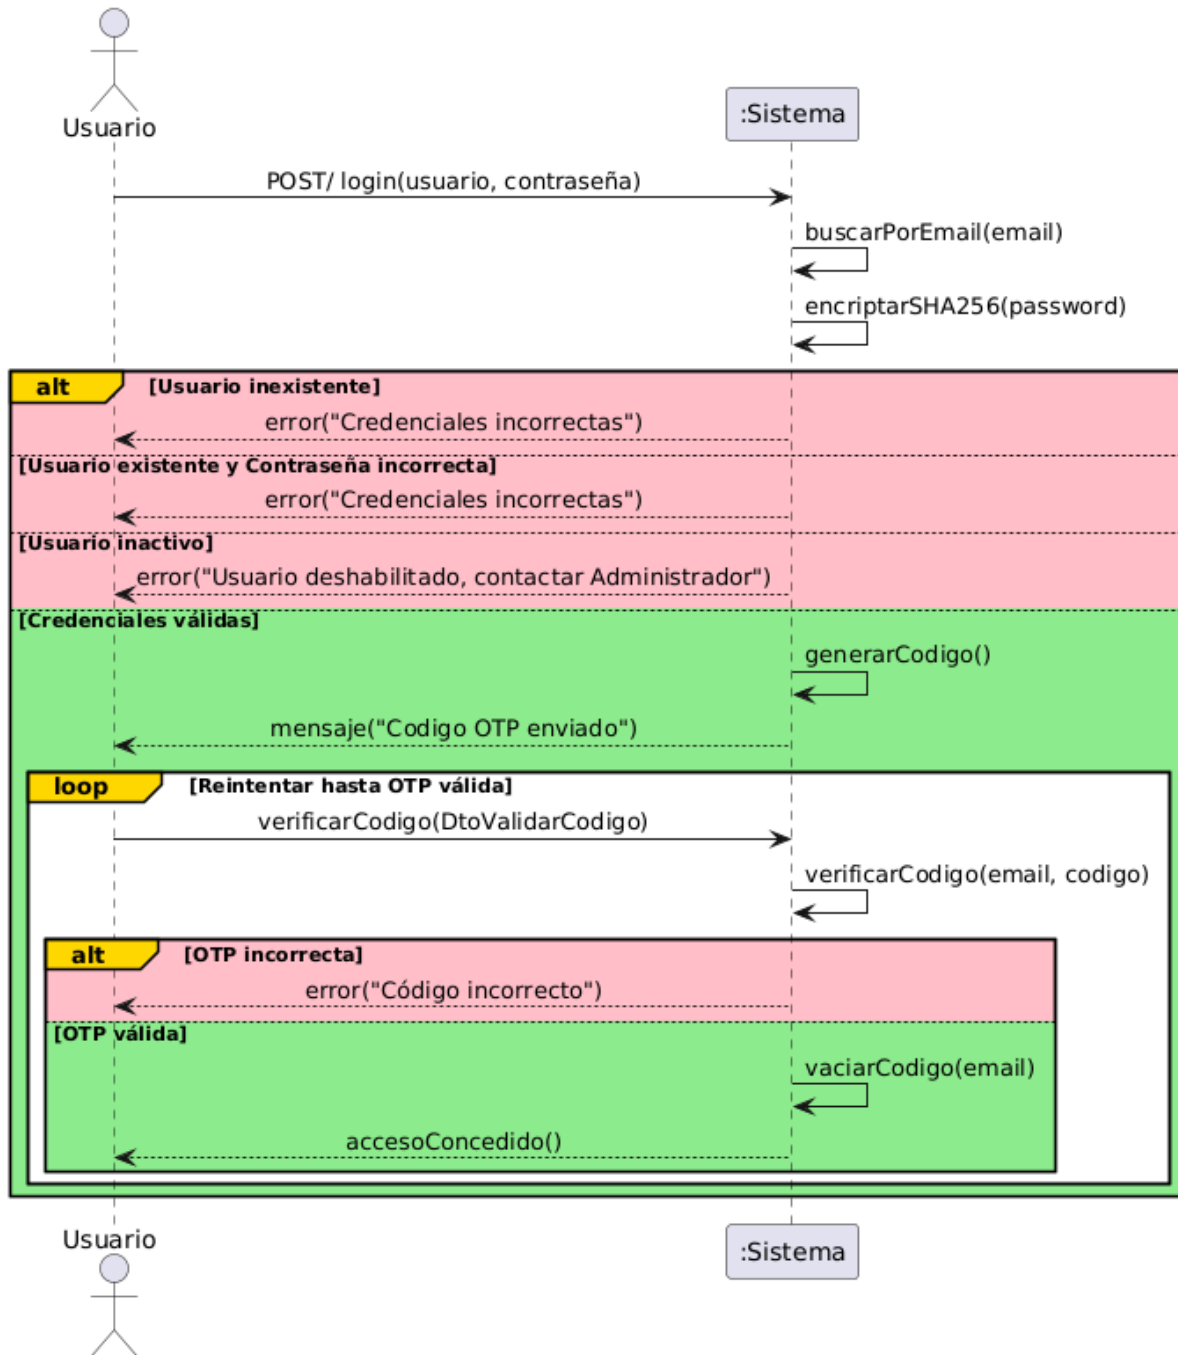 Usuario
:Sistema
POST/ login(usuario, contraseña)
buscarPorEmail(email)
encriptarSHA256(password)
alt [Usuario inexistente]
error("Credenciales incorrectas")
[Usuario existente y Contraseña incorrecta]
error("Credenciales incorrectas")
[Usuario inactivo]
error("Usuario deshabilitado, contactar Administrador")
[Credenciales válidas]
generarCodigo()
mensaje("Codigo OTP enviado")
loop [Reintentar hasta OTP válida]
verificarCodigo(DtoValidarCodigo)
verificarCodigo(email, codigo)
alt [OTP incorrecta]
error("Código incorrecto")
[OTP válida]
vaciarCodigo(email)
accesoConcedido()
Usuario
:Sistema